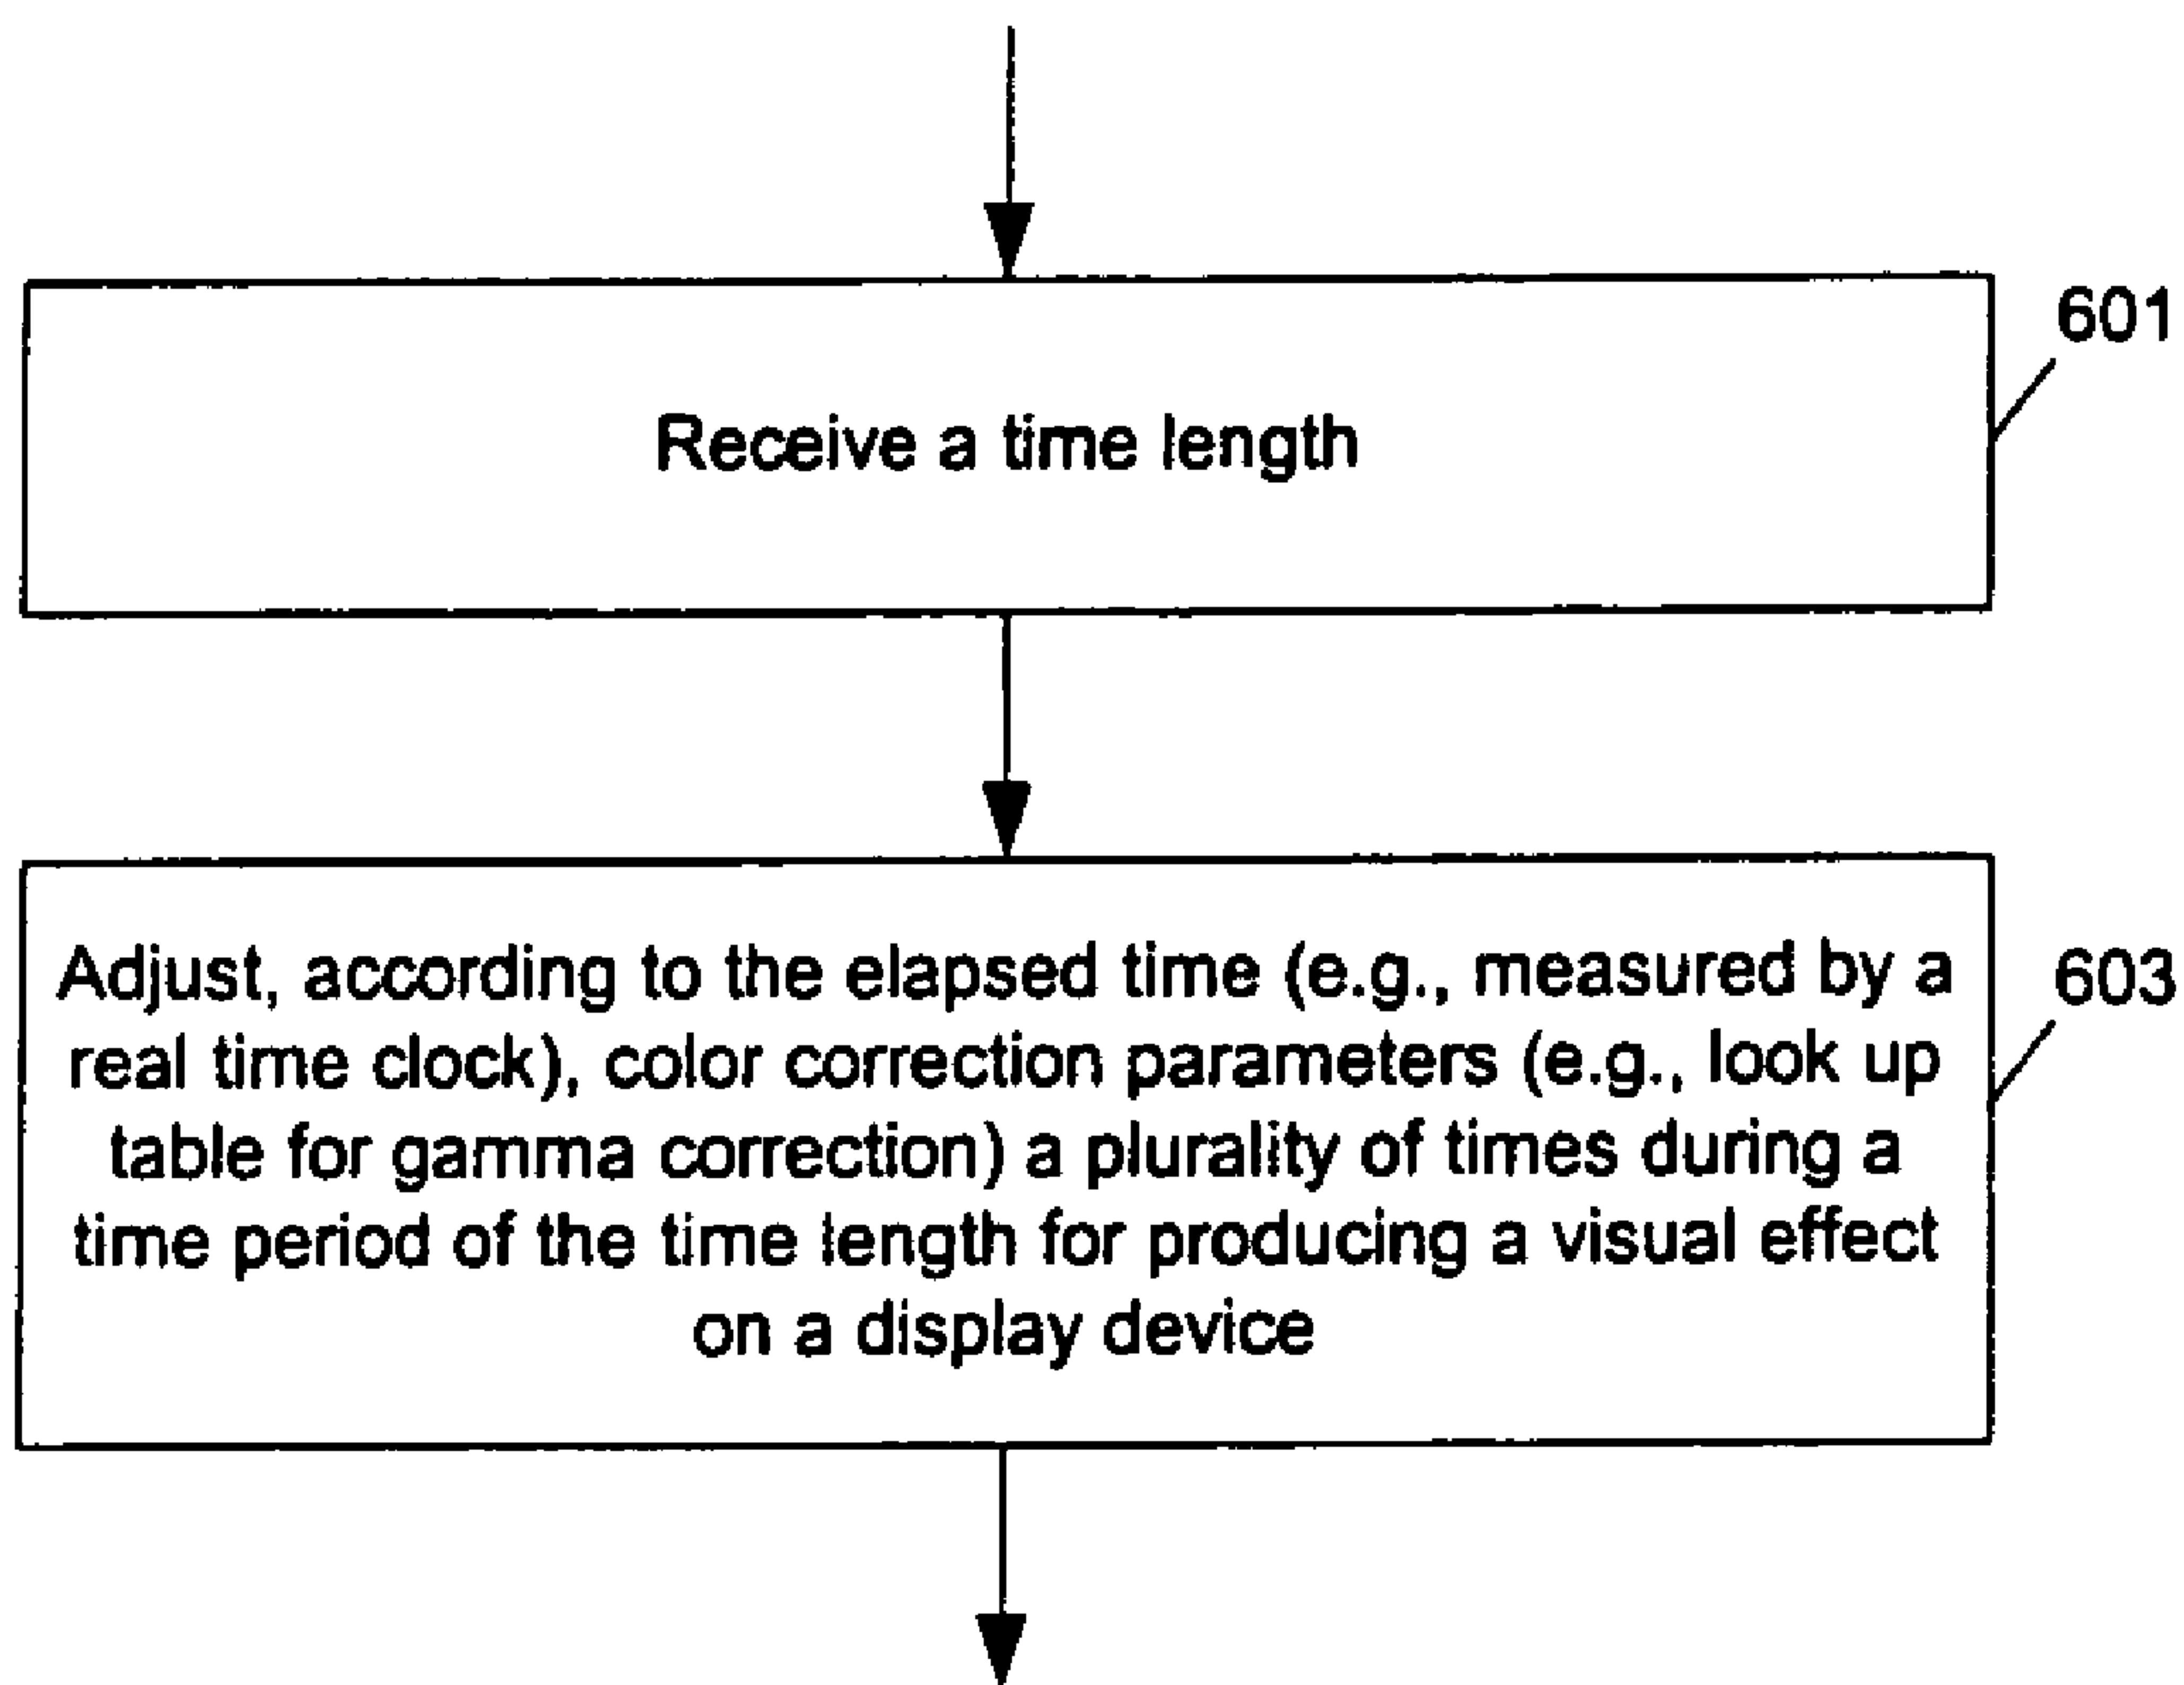 601
Receive a time length
Adjust, according to the elapsed time (e.g., measured by a
603
real time clock), color correction parameters (e.g., look up
table for gamma correction) a plurality of times during a
time period of the time length for producing a visual effect
on a display device